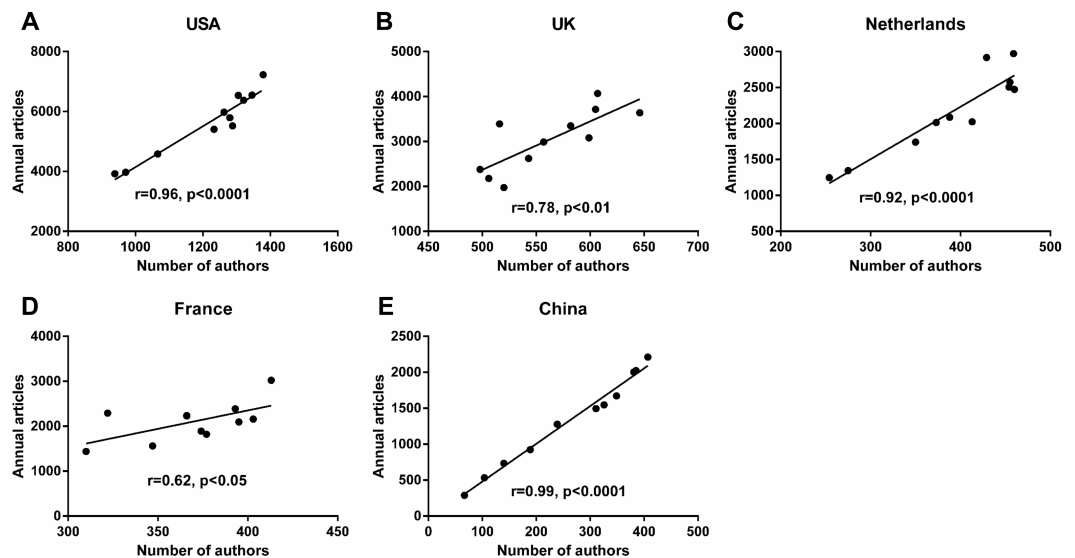 A
USA
Annual articles
8000
6000
4000
2000
r=0.96, p<0.0001
800 1000 1200 1400 1600
Number of authors
B
UK
Annual articles
5000
4000
3000
2000
1000
r=0.78, p<0.01
450 500 550 600 650 700
Number of authors
C
Netherlands
Annual articles
3000
2500
2000
1500
1000
500
r=0.92, p<0.0001
200 300 400 500
Number of authors
D
France
Annual articles
4000
3000
2000
1000
0
r=0.62, p<0.05
300 350 400 450
Number of authors
E
China
Annual articles
2500
2000
1500
1000
500
0
r=0.99, p<0.0001
0 100 200 300 400 500
Number of authors